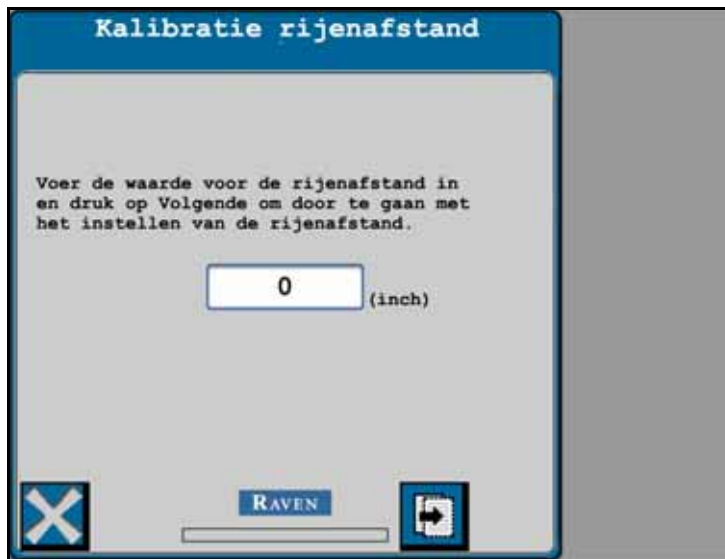 Kalibratie rijenafstand
Voer de waarde voor de rijenafstand in
en druk op Volgende om door te gaan met
het instellen van de rijenafstand.
0
(inch)
RAVEN